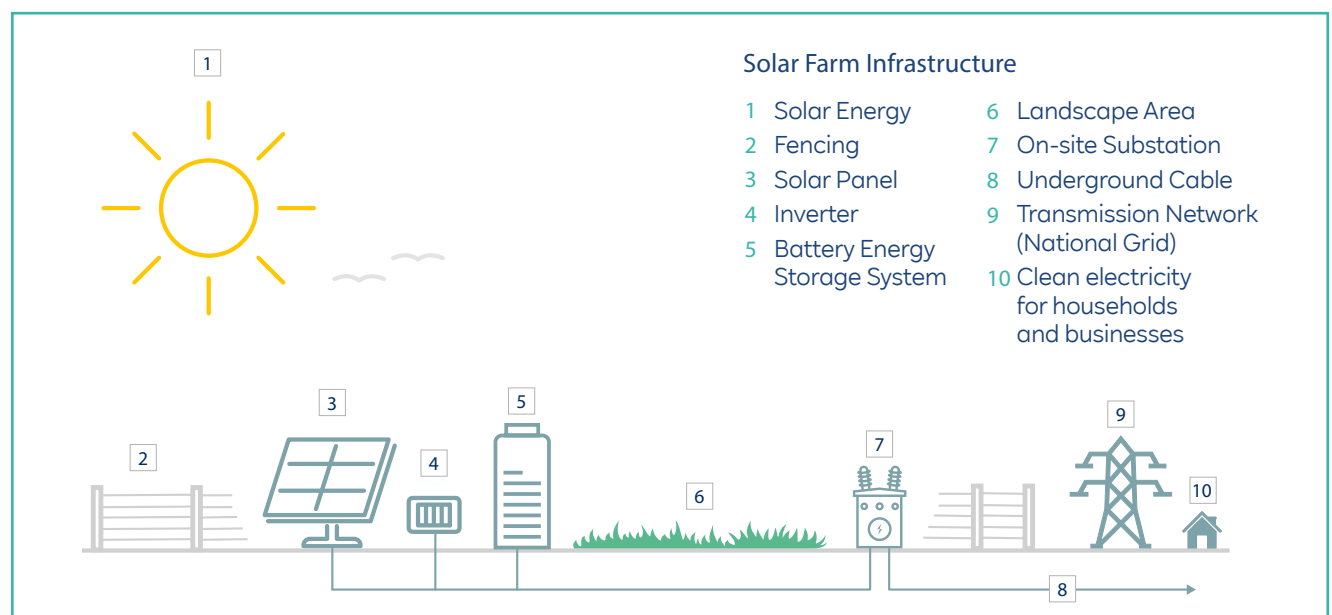 1
Solar Farm Infrastructure
1 Solar Energy
2 Fencing
3 Solar Panel
4 Inverter
5 Battery Energy
Storage System
6 Landscape Area
7 On-site Substation
8 Underground Cable
9 Transmission Network
(National Grid)
10 Clean electricity
for households
and businesses
2
3
4
5
6
7
9
10
8